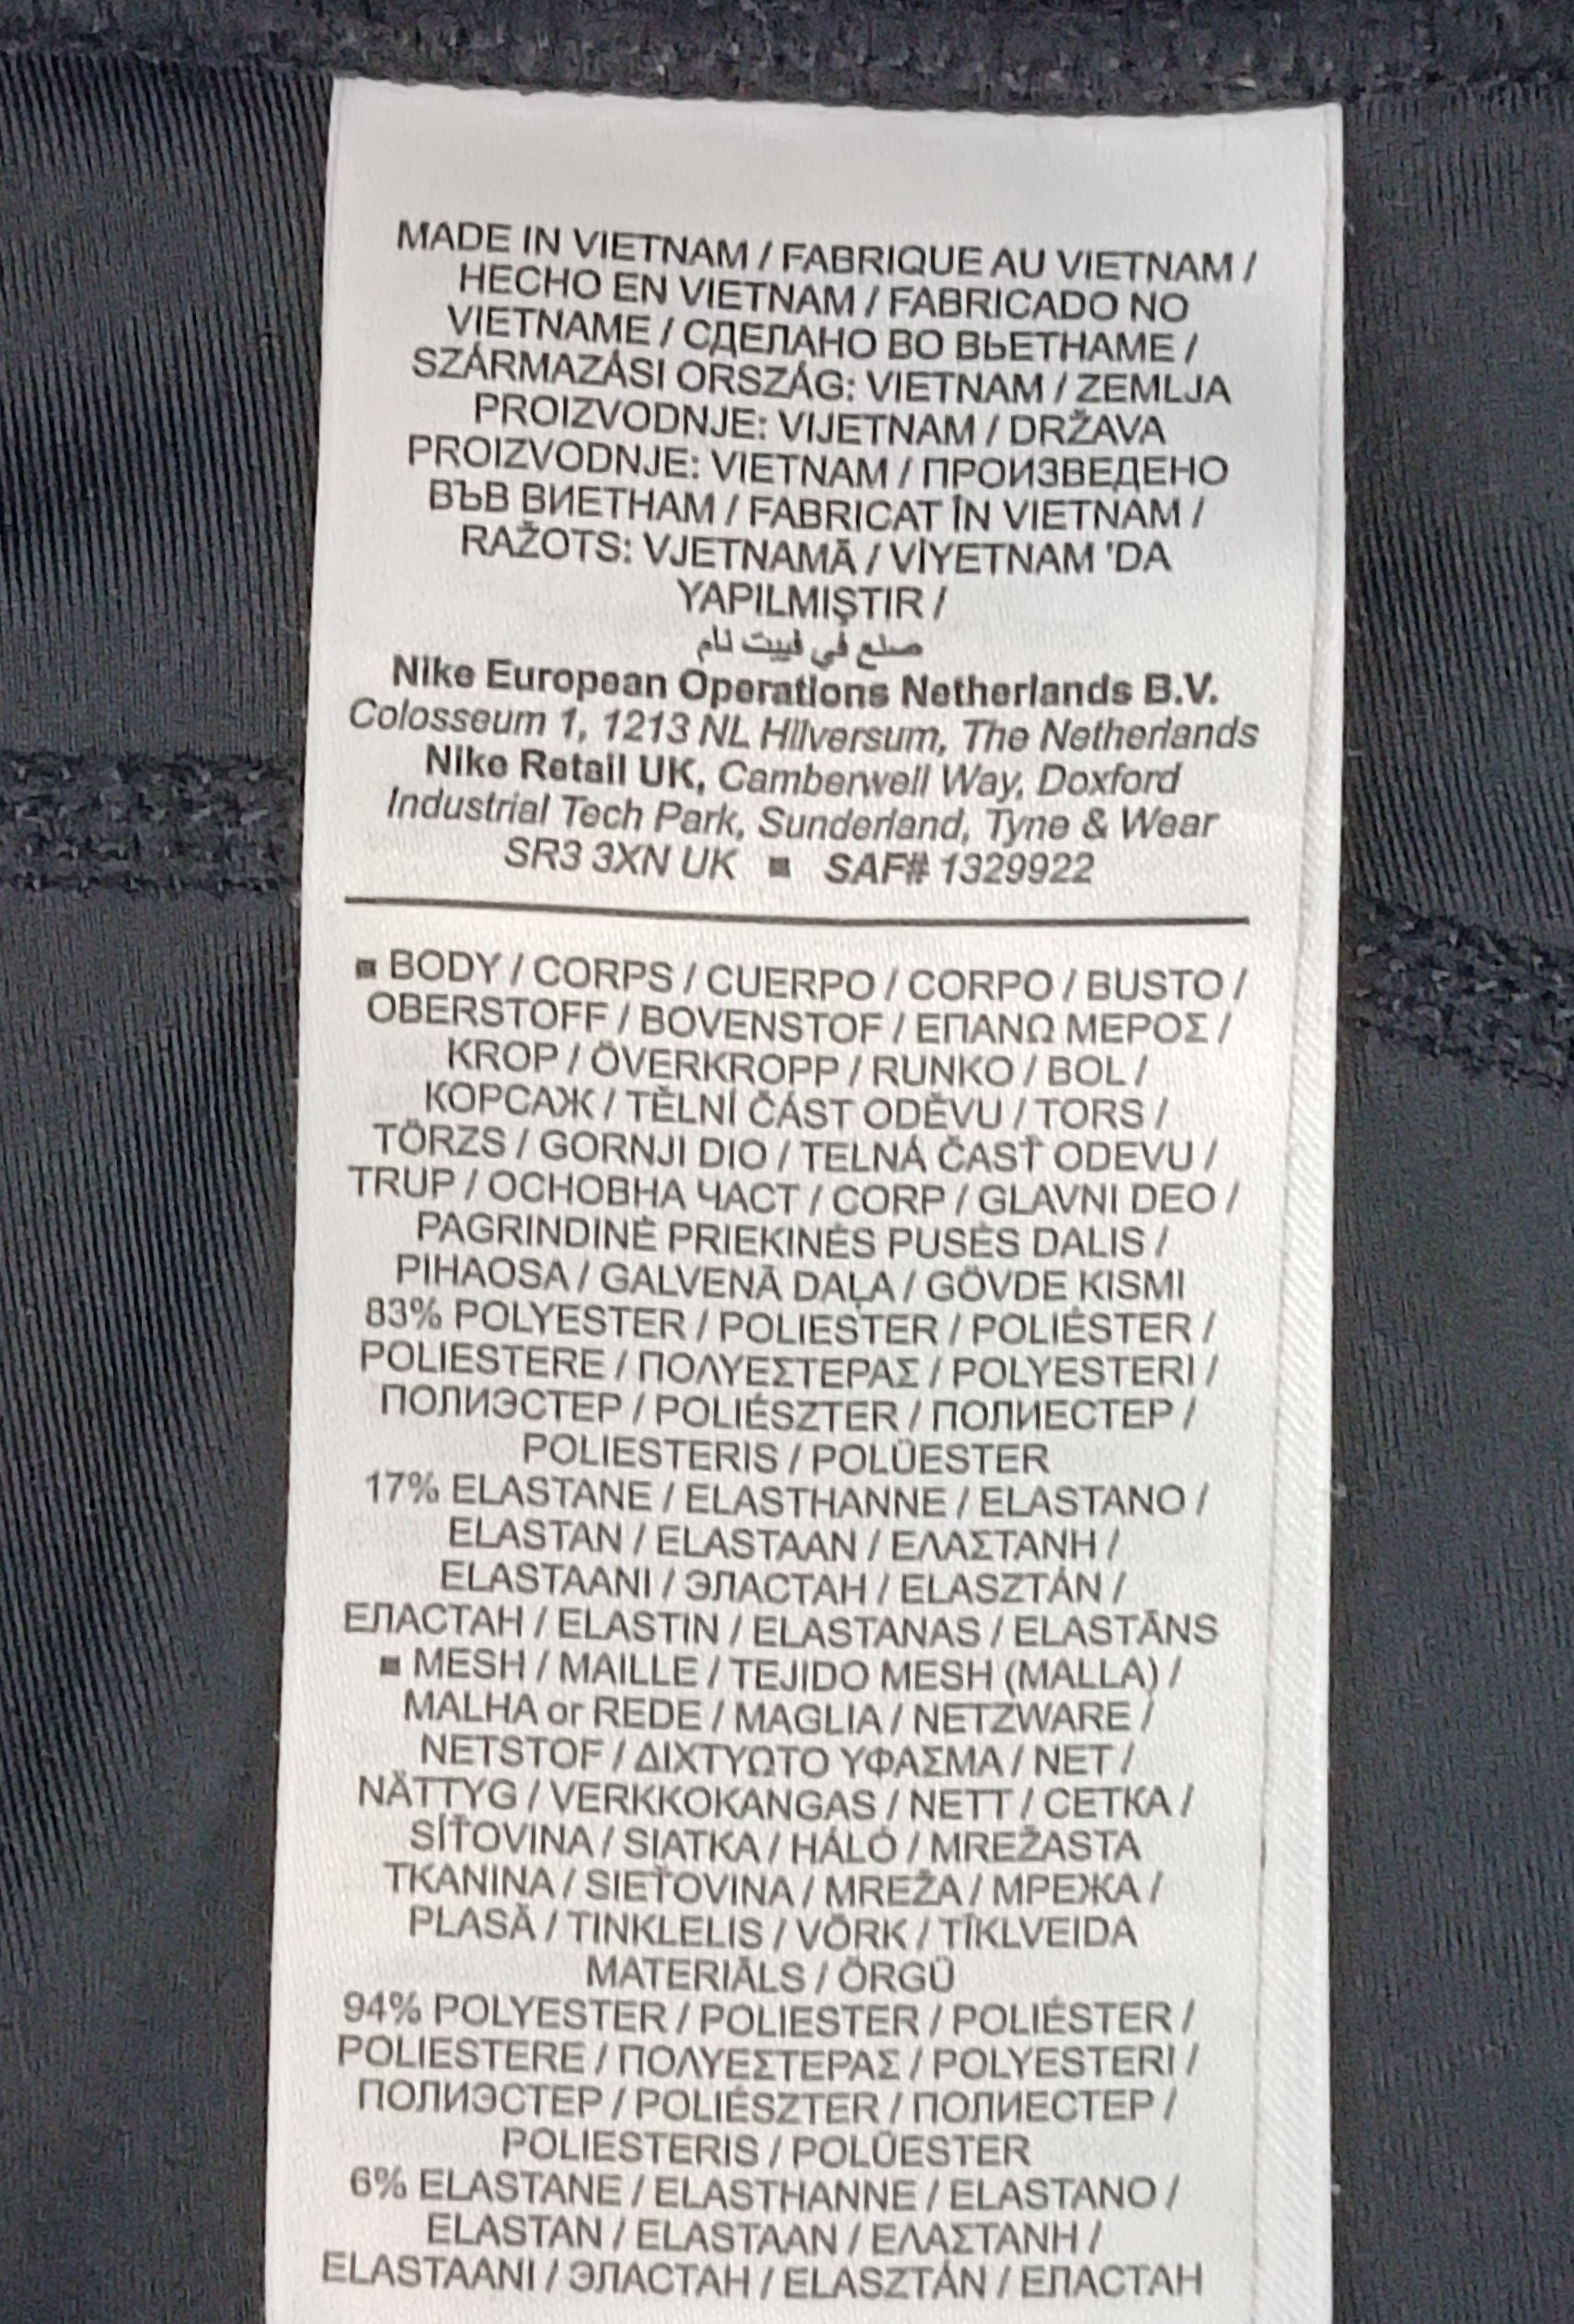 MADE IN VIETNAM / FABRIQUE AU VIETNAM /
HECHO EN VIETNAM / FABRICADO NO
VIETNAME / СДЕЛАНО ВО ВЬЕТНАМЕ /
SZÁRMAZÁSI ORSZÁG: VIETNAM / ZEMLJA
PROIZVODNJE: VIJETNAM / DRŽAVA
PROIZVODNJE: VIETNAM / ПРОИЗВЕДЕНО
ВЪВ ВИЕТНАМ / FABRICAT ÎN VIETNAM /
RAŽOTS: VJETNAMĀ / VİYETNAM 'DA
YAPILMIŞTIR /
صنع في فييت نام
Nike European Operations Netherlands B.V.
Colosseum 1, 1213 NL Hilversum, The Netherlands
Nike Retail UK, Camberwell Way, Doxford
Industrial Tech Park, Sunderland, Tyne & Wear
SR3 3XN UK ■ SAF# 1329922
■ BODY / CORPS / CUERPO / CORPO / BUSTO /
OBERSTOFF / BOVENSTOF / ΕΠΑΝΩ ΜΕΡΟΣ /
KROP / ÖVERKROPP / RUNKO / BOL /
КОРСАЖ / TĚLNÍ ČÁST ODĚVU / TORS /
TÖRZS / GORNJI DIO / TELNÁ ČASŤ ODEVU /
TRUP / ОСНОВНА ЧАСТ / CORP / GLAVNI DEO /
PAGRINDINĖ PRIEKINĖS PUSĖS DALIS /
PIHAOSA / GALVENĀ DAĻA / GÖVDE KISMI
83% POLYESTER / POLIESTER / POLIÉSTER /
POLIESTERE / ΠΟΛΥΕΣΤΕΡΑΣ / POLYESTERI /
ПОЛИЭСТЕР / POLIÉSZTER / ПОЛИЕСТЕР /
POLIESTERIS / POLÜESTER
17% ELASTANE / ELASTHANNE / ELASTANO /
ELASTAN / ELASTAAN / ΕΛΑΣΤΑΝΗ /
ELASTAANI / ЭЛАСТАН / ELASZTÁN /
ЕЛАСТАН / ELASTIN / ELASTANAS / ELASTĀNS
■ MESH / MAILLE / TEJIDO MESH (MALLA) /
MALHA or REDE / MAGLIA / NETZWARE /
NETSTOF / ΔΙΧΤΥΩΤΟ ΥΦΑΣΜΑ / NET /
NÄTTYG / VERKKOKANGAS / NETT / СЕТКА /
SÍŤOVINA / SIATKA / HÁLÓ / MREŽASTA
TKANINA / SIEŤOVINA / MREŽA / МРЕЖА /
PLASĂ / TINKLELIS / VÕRK / TĪKLVEIDA
MATERIĀLS / ÖRGÜ
94% POLYESTER / POLIESTER / POLIÉSTER /
POLIESTERE / ΠΟΛΥΕΣΤΕΡΑΣ / POLYESTERI /
ПОЛИЭСТЕР / POLIÉSZTER / ПОЛИЕСТЕР /
POLIESTERIS / POLÜESTER
6% ELASTANE / ELASTHANNE / ELASTANO /
ELASTAN / ELASTAAN / ΕΛΑΣΤΑΝΗ /
ELASTAANI / ЭЛАСТАН / ELASZTÁN / ЕЛАСТАН